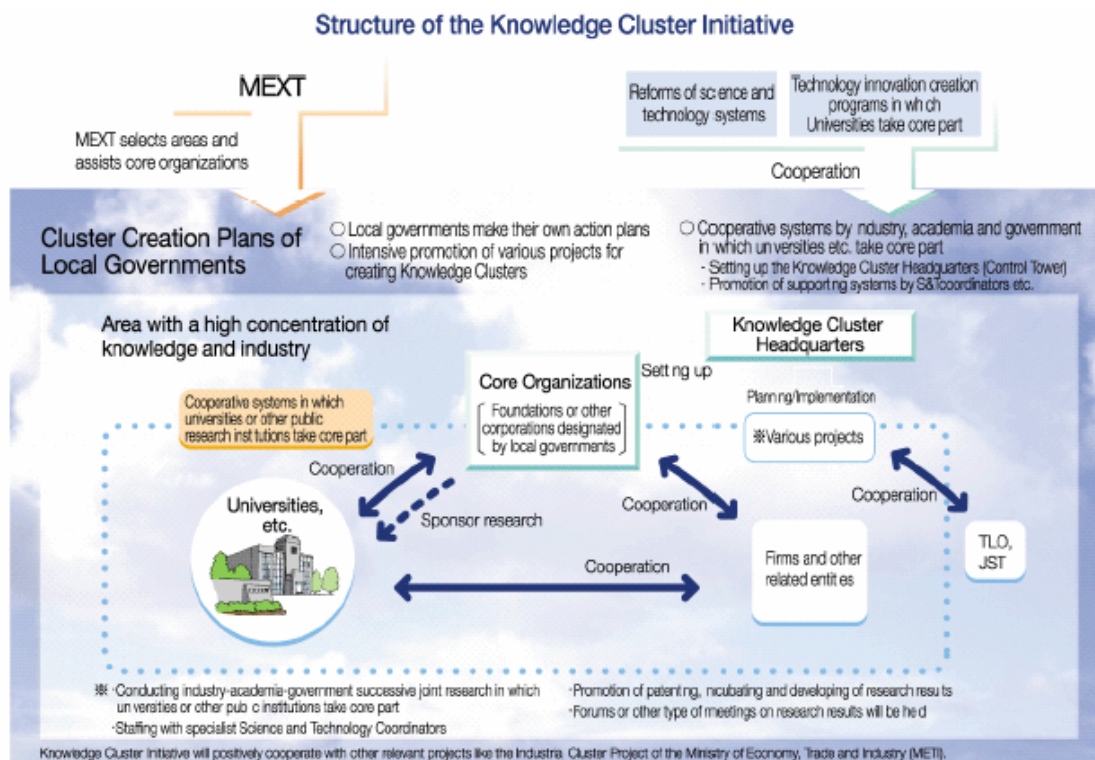 Structure of the Knowledge Cluster Initiative
MEXT
MEXT selects areas and
assists core organizations
Reforms of science and
technology systems
Technology innovation creation
programs in which
Universities take core part
Cooperation
Cluster Creation Plans of
Local Governments
○ Local governments make their own action plans
○ Intensive promotion of various projects for
creating Knowledge Clusters
○ Cooperative systems by industry, academia and government
in which universities etc. take core part
- Setting up the Knowledge Cluster Headquarters (Control Tower)
- Promotion of supporting systems by S&Tcoordinators etc.
Area with a high concentration of
knowledge and industry
Knowledge Cluster
Headquarters
Core Organizations
Foundations or other
corporations designated
by local governments
Setting up
Planning/Implementation
※Various projects
Cooperative systems in which
universities or other public
research institutions take core part
Cooperation
Universities,
etc.
Sponsor research
Cooperation
Cooperation
Cooperation
Firms and other
related entities
TLO,
JST
※ ·Conducting industry-academia-government successive joint research in which
universities or other public institutions take core part
·Staffing with specialist Science and Technology Coordinators
·Promotion of patenting, incubating and developing of research results
·Forums or other type of meetings on research results will be held
Knowledge Cluster Initiative will positively cooperate with other relevant projects like the Industrial Cluster Project of the Ministry of Economy, Trade and Industry (METI).